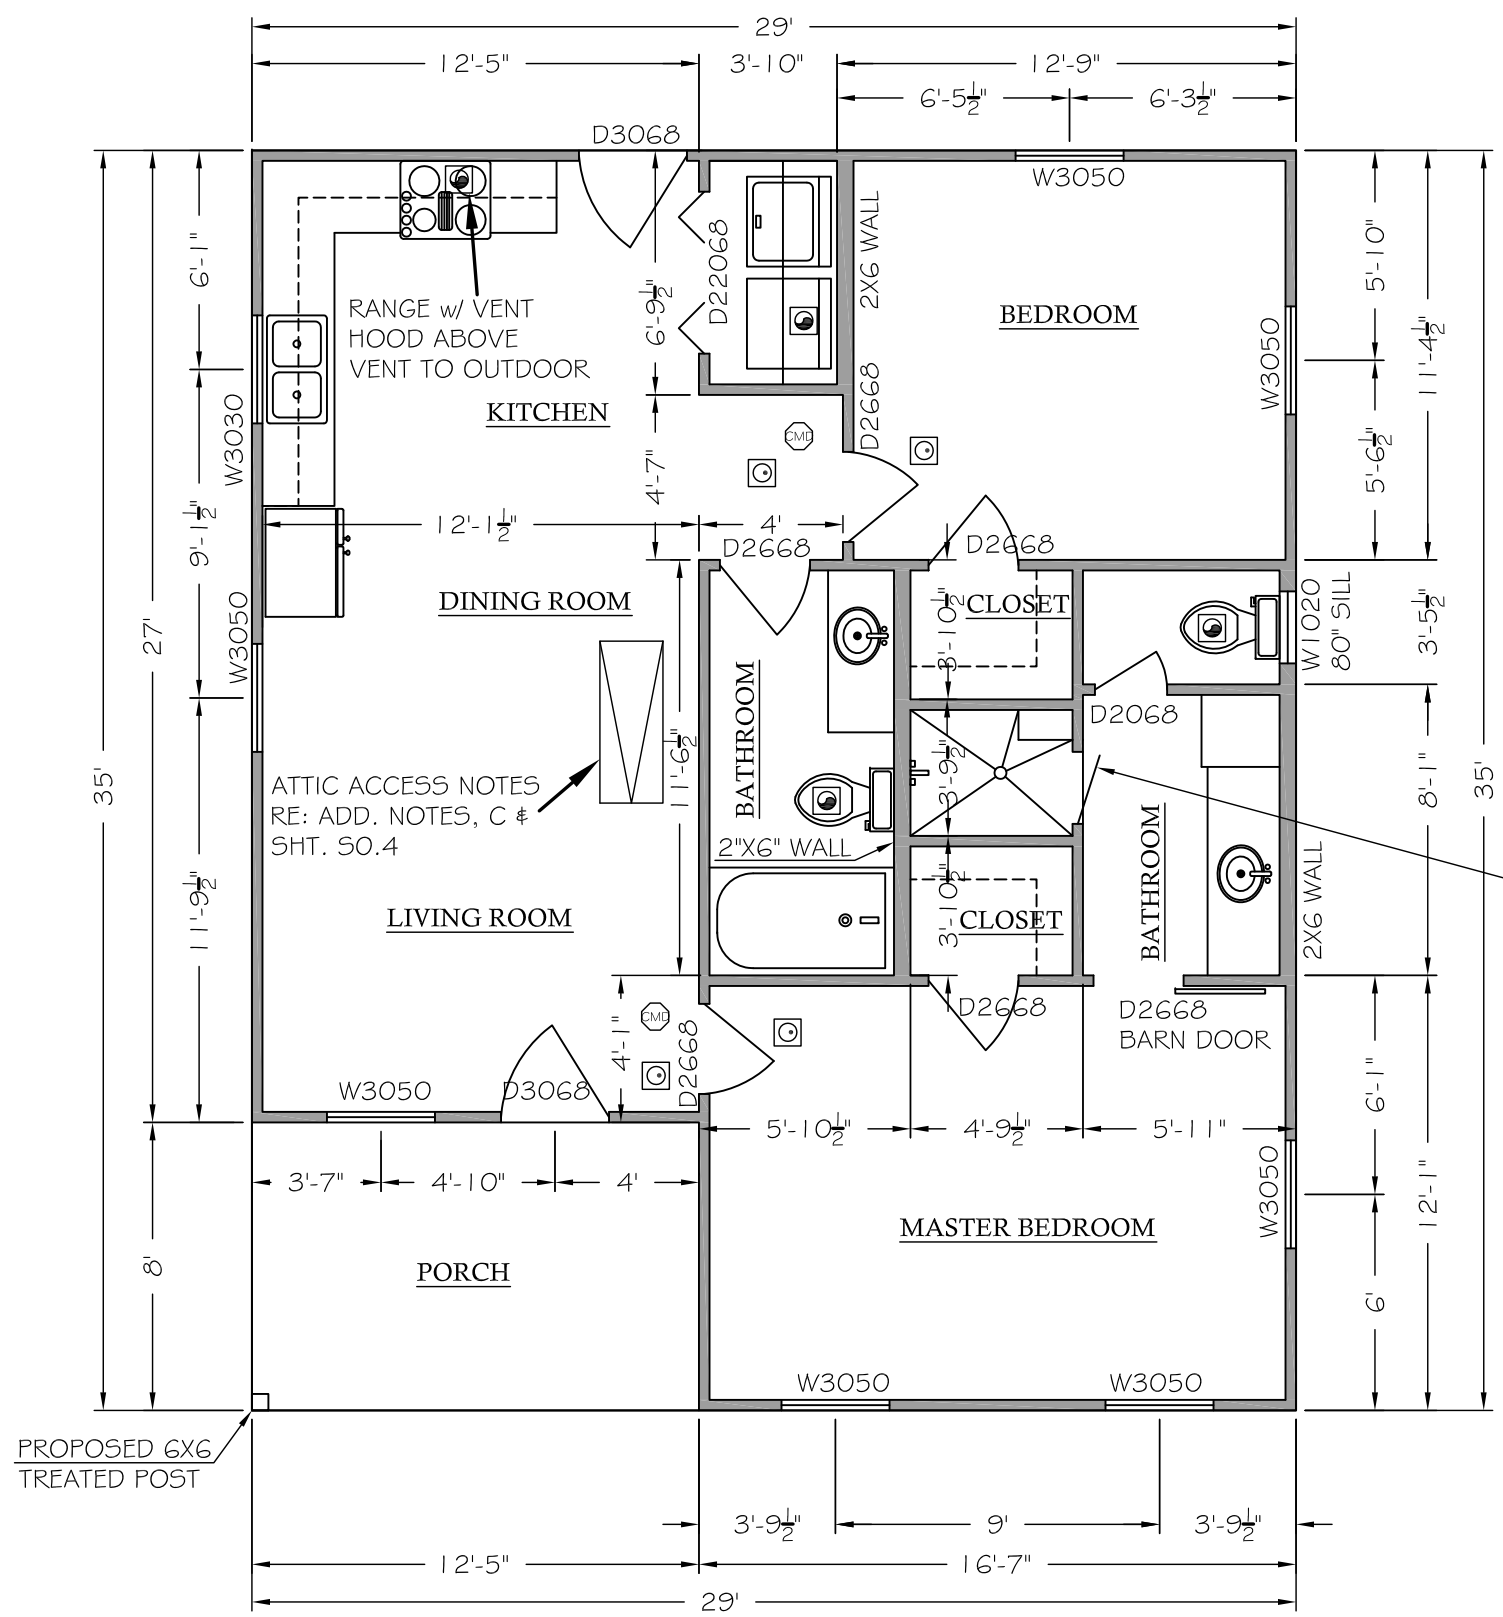 29'
12'-5" 3'-10" 12'-9"
6'-5½" 6'-3½"
D3068
W3050
6'-1"
RANGE w/ VENT
HOOD ABOVE
VENT TO OUTDOOR
6'-9½"
D22068
2X6 WALL
BEDROOM
W3050
5'-10"
11'-4½"
KITCHEN
W3030
D2668
CMD
4'-7"
5'-6½"
9'-1½"
12'-1½"
4'
D2668
D2668
DINING ROOM
W3050
27'
3'-10½"
CLOSET
W1020
80" SILL
3'-5½"
BATHROOM
D2068
35'
35'
ATTIC ACCESS NOTES
RE: ADD. NOTES, C &
SHT. S0.4
11'-6½"
3'-9½"
8'-1"
2"X6" WALL
BATHROOM
2X6 WALL
11'-9½"
LIVING ROOM
3'-10½"
CLOSET
4'-1"
CMD
D2668
D2668
D2668
BARN DOOR
W3050
D3068
6'-1"
5'-10½" 4'-9½" 5'-11"
3'-7" 4'-10" 4'
W3050
12'-1"
MASTER BEDROOM
PORCH
8'
6'
W3050
W3050
PROPOSED 6X6
TREATED POST
3'-9½" 9' 3'-9½"
12'-5" 16'-7"
29'